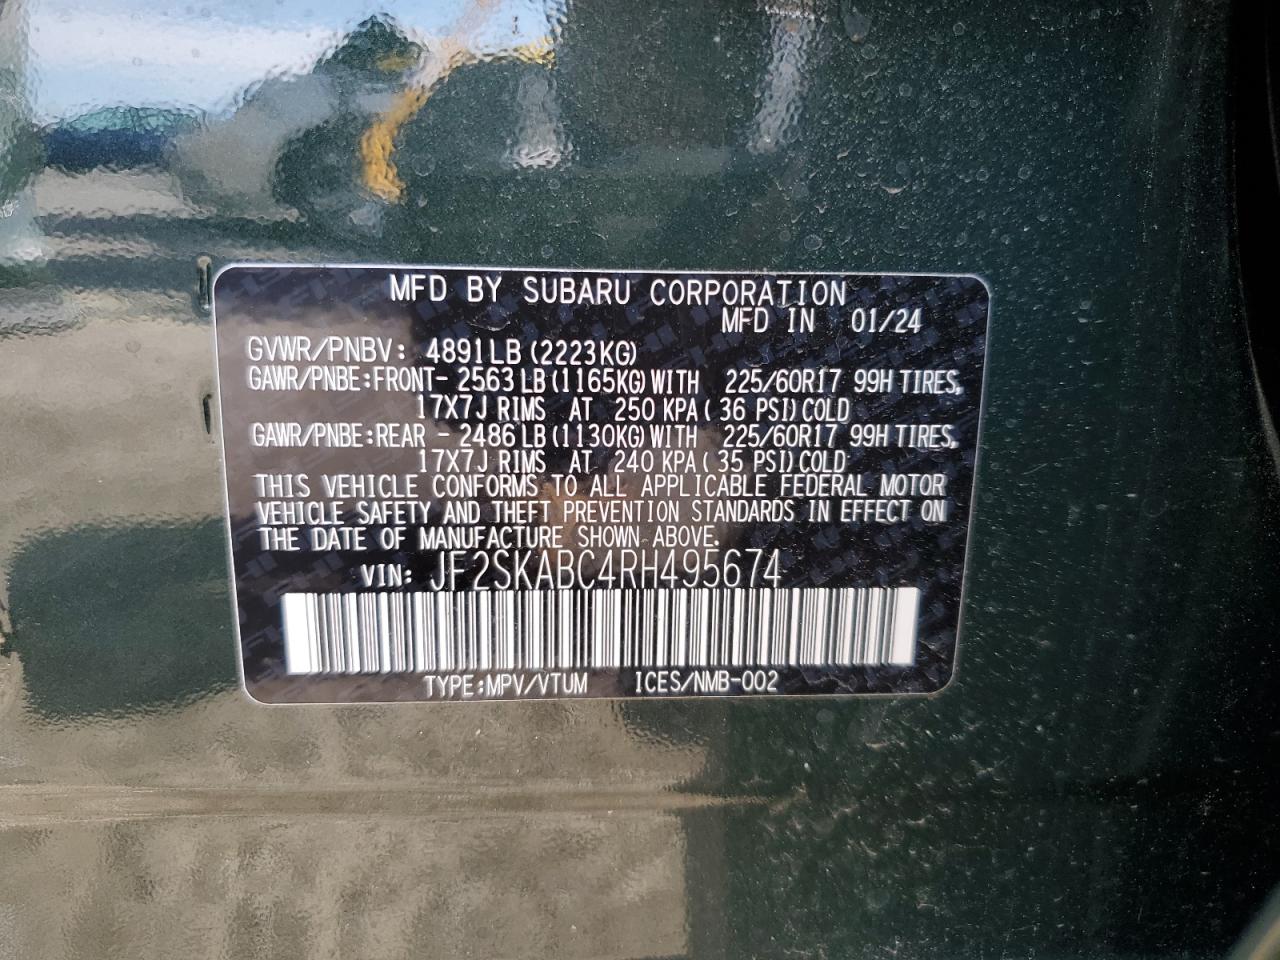 MFD BY SUBARU CORPORATION
MFD IN 01/24
GVWR/PNBV: 4891LB (2223KG)
GAWR/PNBE:FRONT- 2563 LB (1165KG) WITH 225/60R17 99H TIRES,
17X7J RIMS AT 250 KPA ( 36 PSI) COLD
GAWR/PNBE:REAR - 2486 LB (1130KG) WITH 225/60R17 99H TIRES,
17X7J RIMS AT 240 KPA ( 35 PSI) COLD
THIS VEHICLE CONFORMS TO ALL APPLICABLE FEDERAL MOTOR
VEHICLE SAFETY AND THEFT PREVENTION STANDARDS IN EFFECT ON
THE DATE OF MANUFACTURE SHOWN ABOVE.
VIN: JF2SKABC4RH495674
TYPE:MPV/VTUM ICES/NMB-002